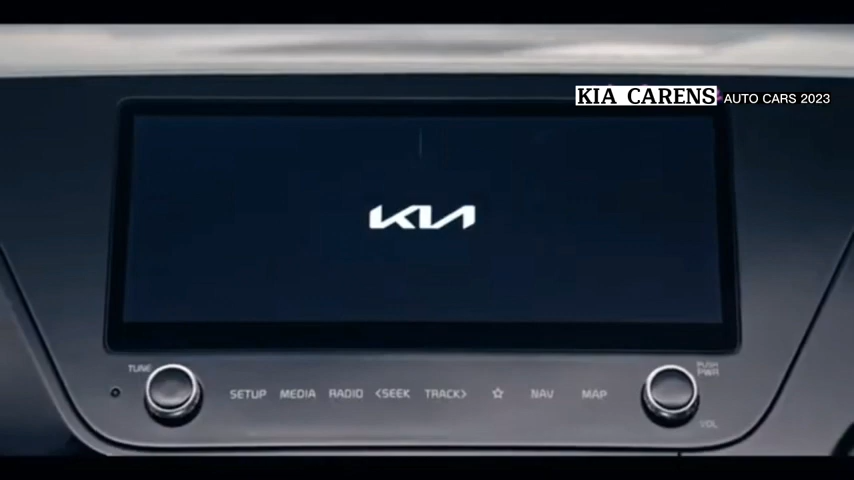 KIA CARENS AUTO CARS 2023
KIA
TUNE
PUSH
PWR
SETUP MEDIA RADIO <SEEK TRACK> ☆ NAV MAP
VOL